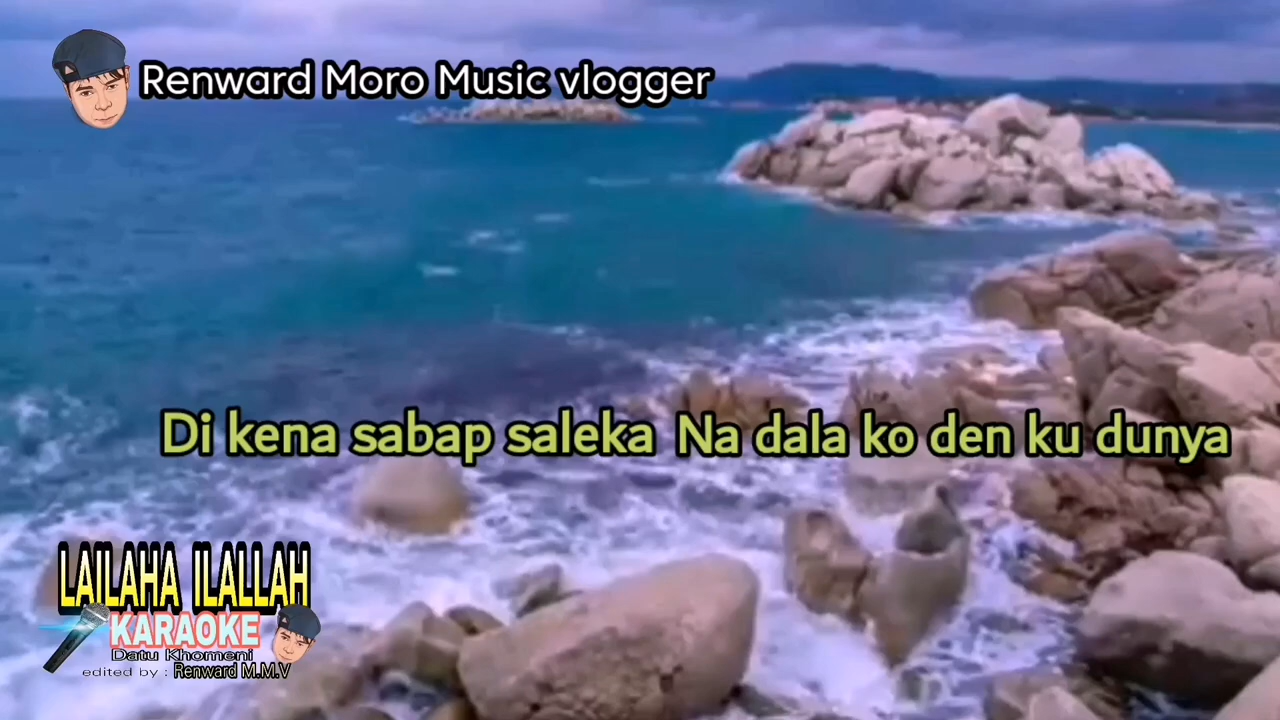 Renward Moro Music vlogger
Di kena sabap saleka Na dala ko den ku dunya
LAILAHA ILALLAH
KARAOKE
Datu Khomeni
edited by : Renward M.M.V